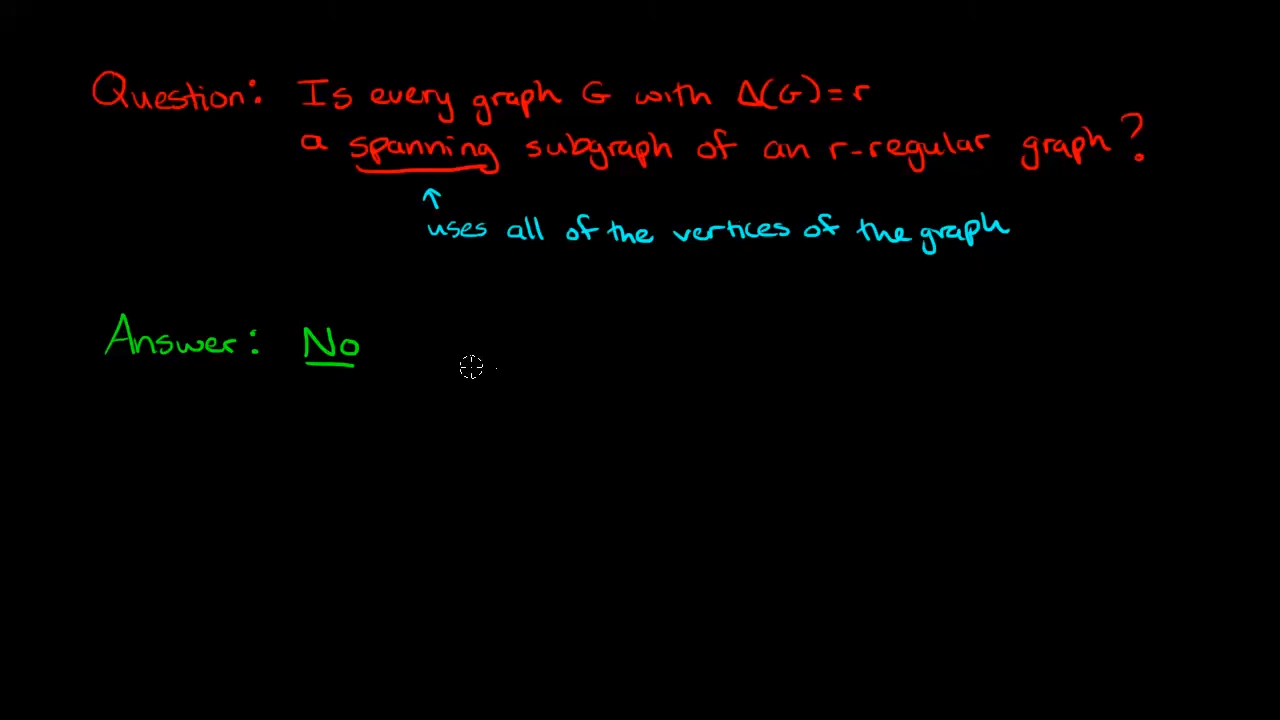 Question: Is every graph G with Δ(G)=r
a spanning subgraph of an r-regular graph?
↑
uses all of the vertices of the graph
Answer: No